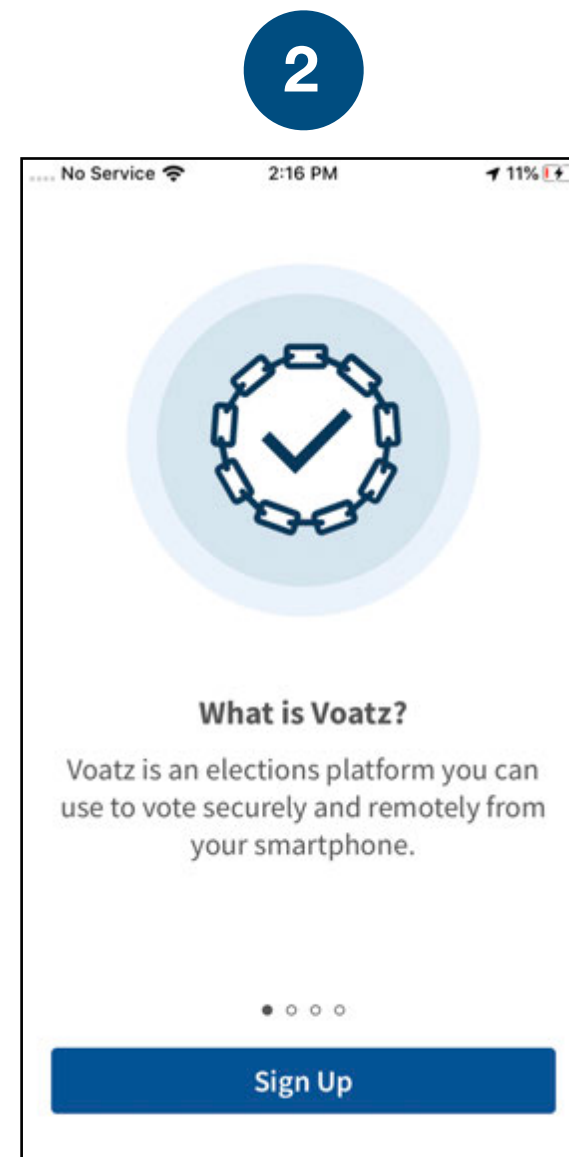 2
No Service
2:16 PM
11%
What is Voatz?
Voatz is an elections platform you can
use to vote securely and remotely from
your smartphone.
Sign Up